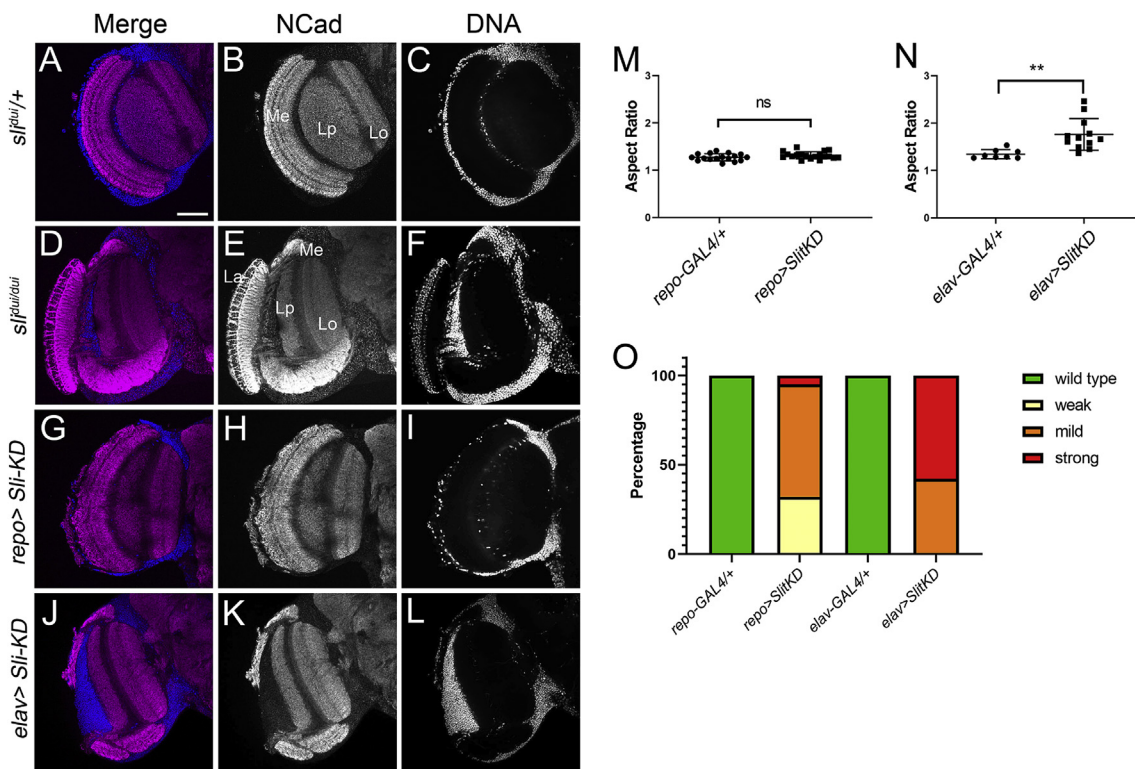 Merge NCad DNA
A B C
sli^dui/+
Me Lp Lo
D E F
sli^dui/dui
La Me Lp Lo
G H I
repo> Sli-KD
J K L
elav> Sli-KD
M
Aspect Ratio
3
2
1
0
ns
repo-GAL4/+ repo>SlitKD
N
Aspect Ratio
3
2
1
0
**
elav-GAL4/+ elav>SlitKD
O
Percentage
100
50
0
repo-GAL4/+ repo>SlitKD elav-GAL4/+ elav>SlitKD
wild type
weak
mild
strong